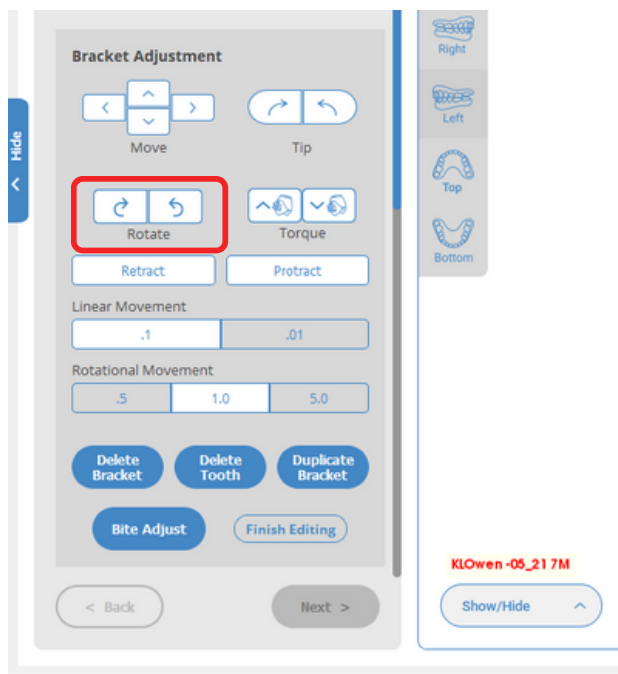 Bracket Adjustment
Move
Tip
Rotate
Torque
Retract
Protract
Linear Movement
.1
.01
Rotational Movement
.5
1.0
5.0
Delete
Bracket
Delete
Tooth
Duplicate
Bracket
Bite Adjust
Finish Editing
< Back
Next >
< Hide
Right
Left
Top
Bottom
KLOwen -05_21 7M
Show/Hide